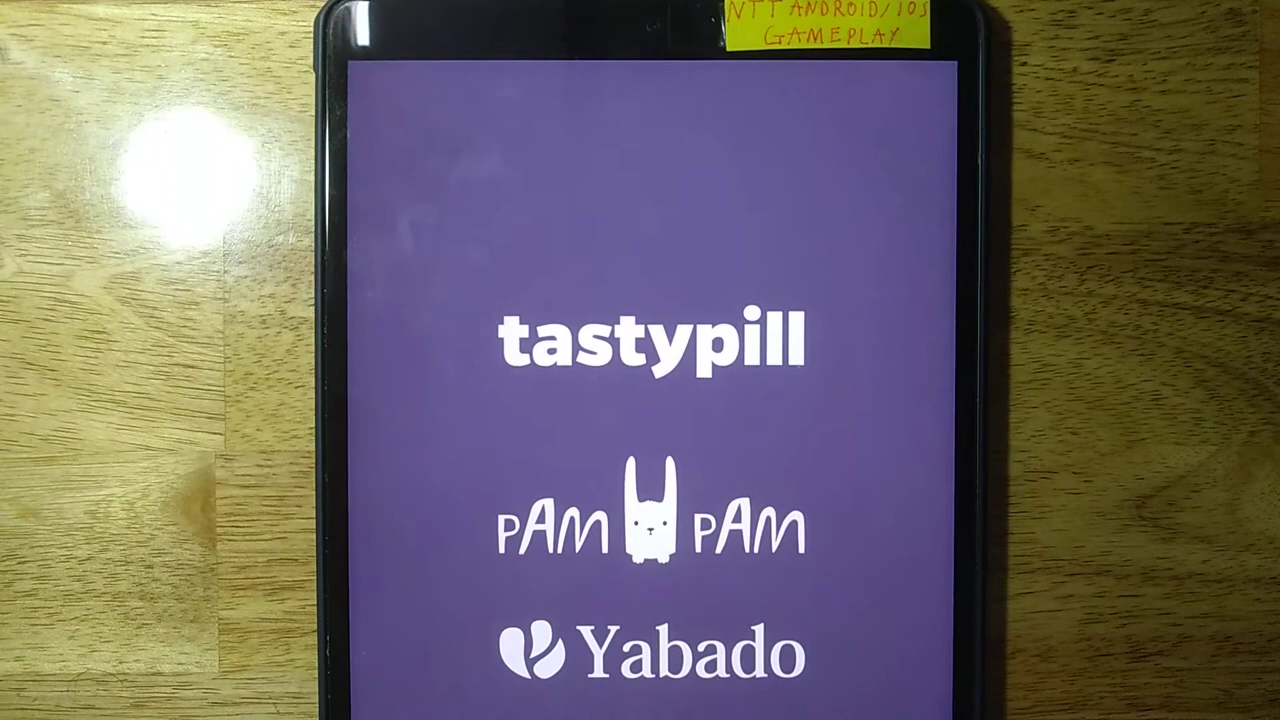 NTT ANDROID/IOS
GAMEPLAY
tastypill
PAM PAM
Yabado